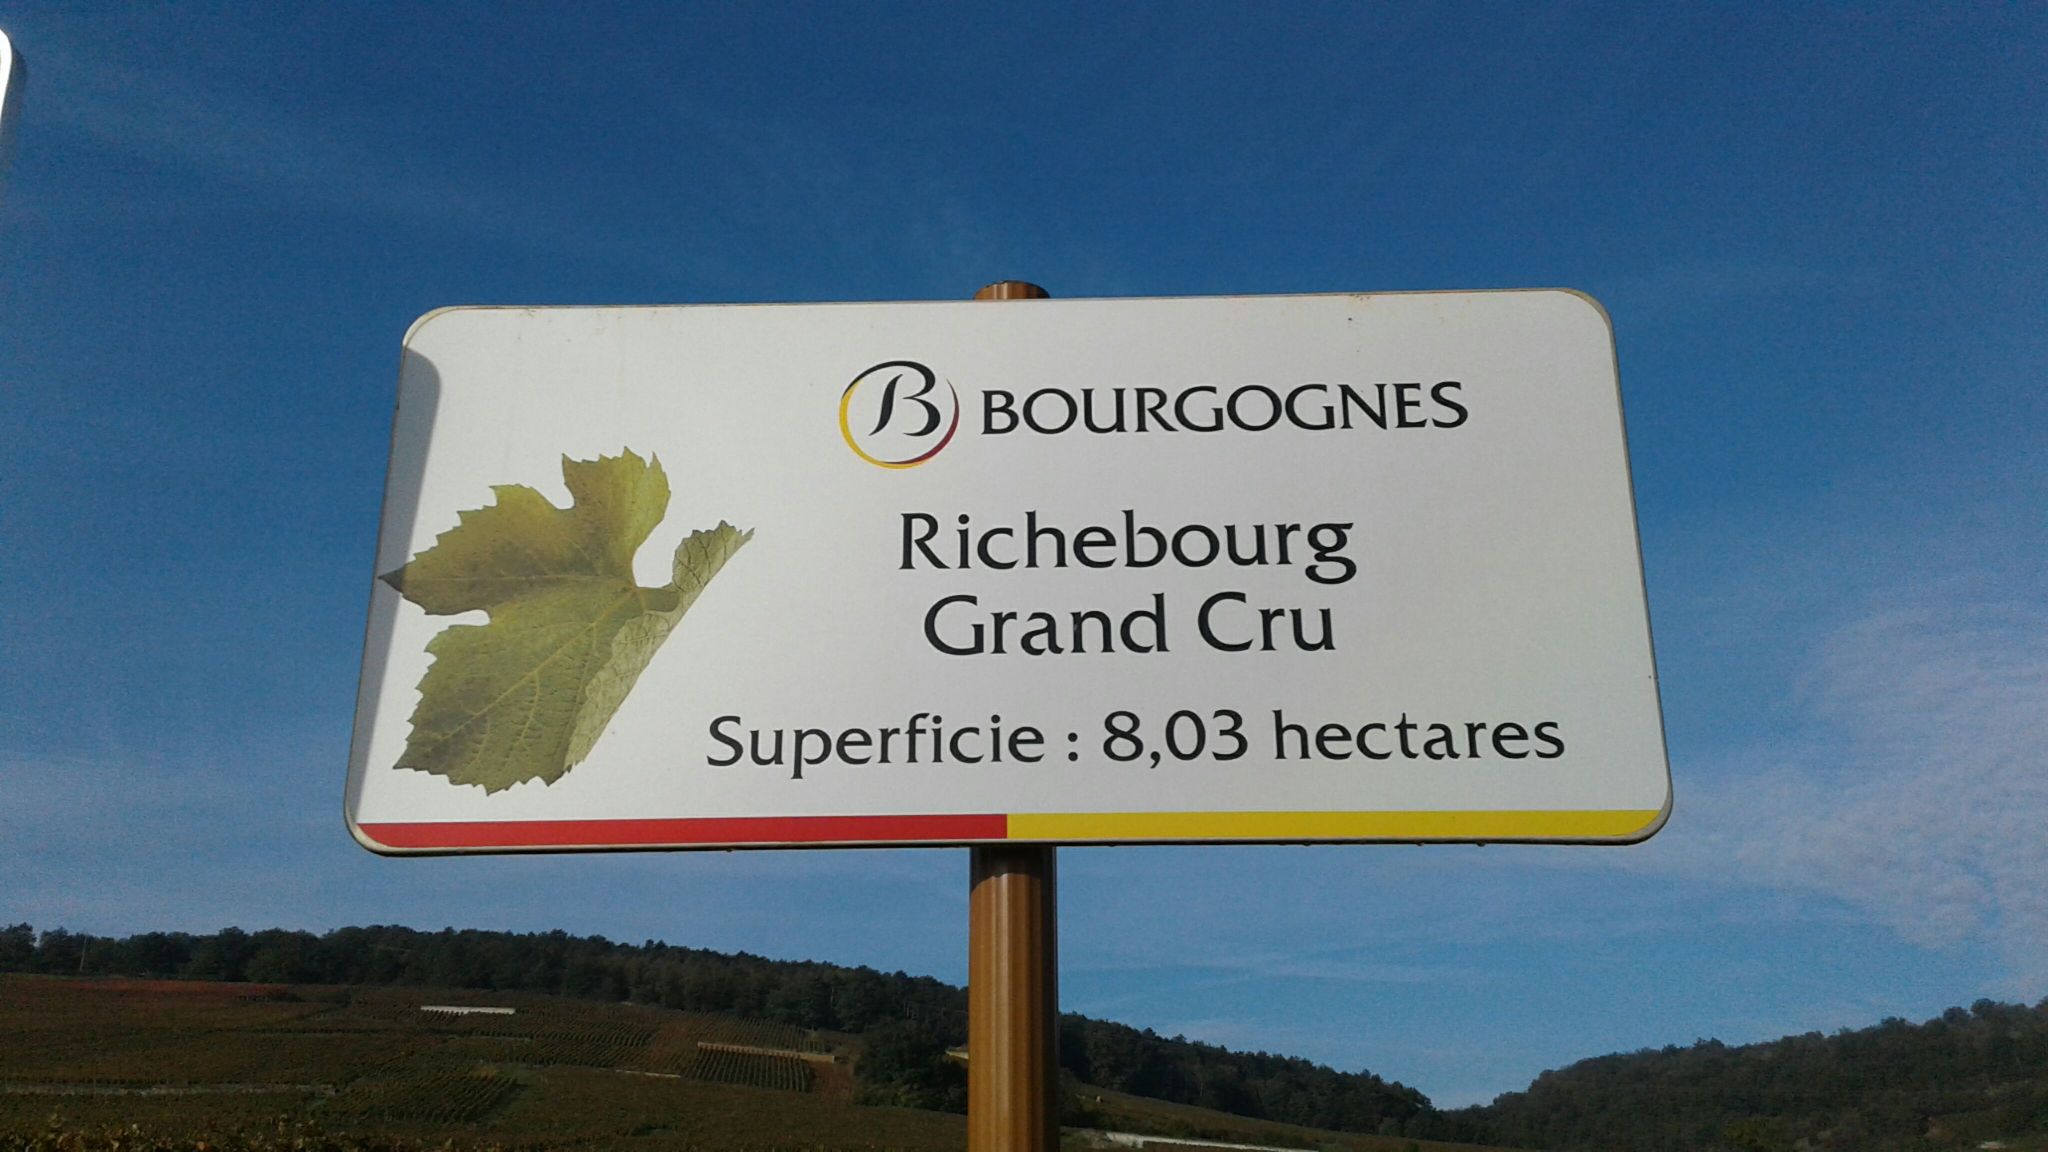 B BOURGOGNES
Richebourg
Grand Cru
Superficie : 8,03 hectares